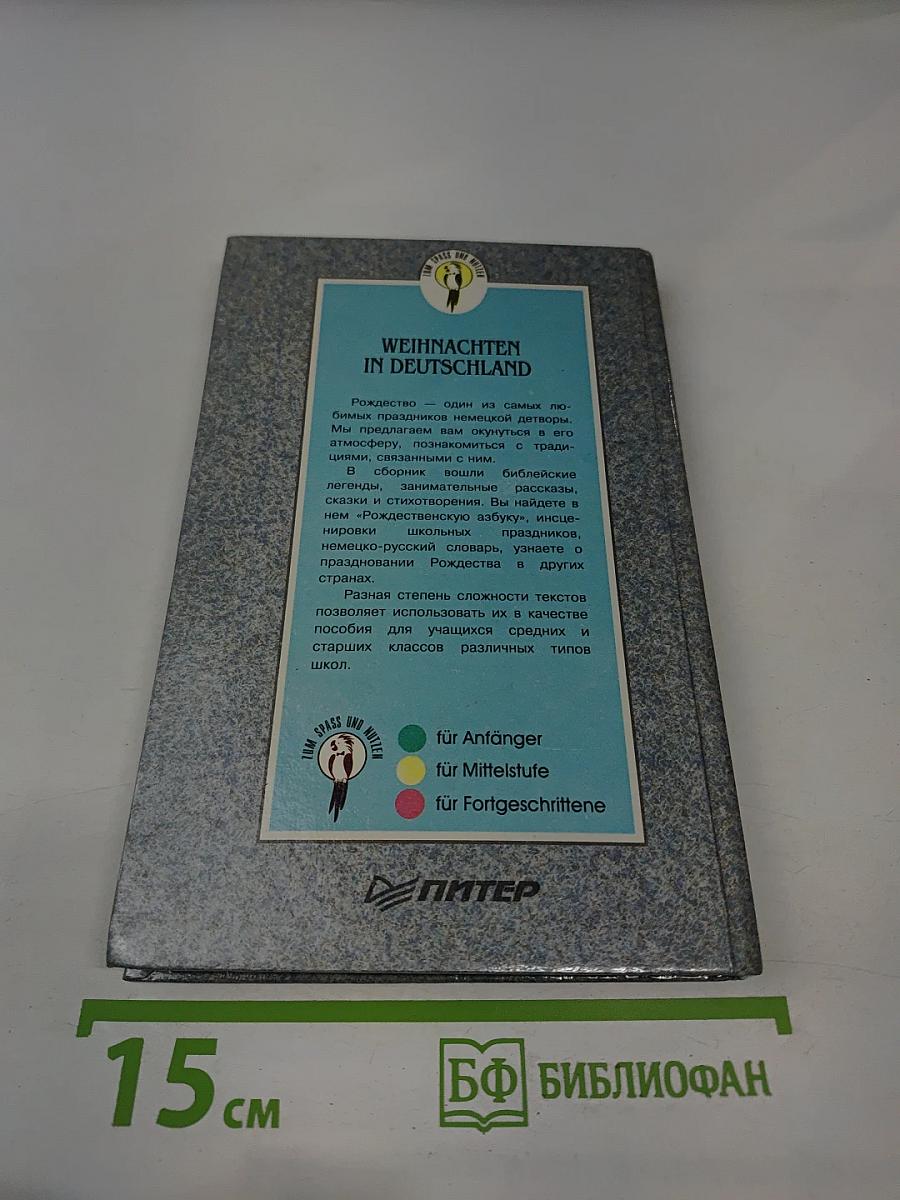 ZUM SPASS UND NUTZEN
WEIHNACHTEN
IN DEUTSCHLAND
Рождество — один из самых лю-
бимых праздников немецкой детворы.
Мы предлагаем вам окунуться в его
атмосферу, познакомиться с тради-
циями, связанными с ним.
В сборник вошли библейские
легенды, занимательные рассказы,
сказки и стихотворения. Вы найдете в
нем «Рождественскую азбуку», инсце-
нировки школьных праздников,
немецко-русский словарь, узнаете о
праздновании Рождества в других
странах.
Разная степень сложности текстов
позволяет использовать их в качестве
пособия для учащихся средних и
старших классов различных типов
школ.
ZUM SPASS UND NUTZEN
für Anfänger
für Mittelstufe
für Fortgeschrittene
ПИТЕР
15 см
БФ БИБЛИОФАН